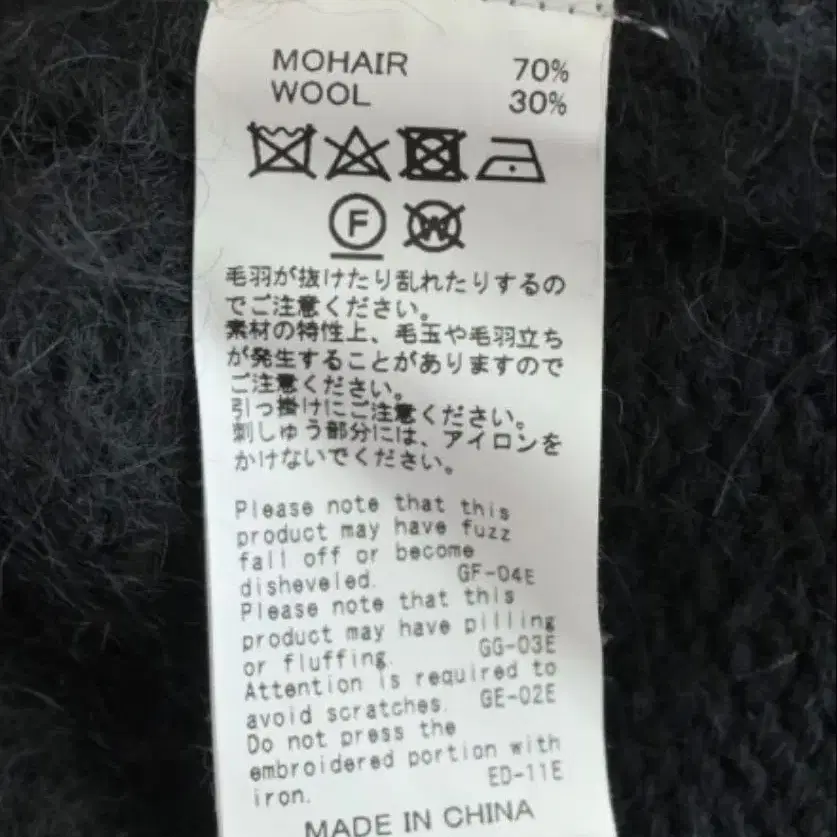 MOHAIR 70%
WOOL 30%
F W
毛羽が抜けたり乱れたりするの
でご注意ください。
素材の特性上、毛玉や毛羽立ち
が発生することがありますので
ご注意ください。
引っ掛けにご注意ください。
刺しゅう部分には、アイロンを
かけないでください。
Please note that this
product may have fuzz
fall off or become
disheveled. GF-04E
Please note that this
product may have pilling
or fluffing. GG-03E
Attention is required to
avoid scratches. GE-02E
Do not press the
embroidered portion with
iron. ED-11E
MADE IN CHINA